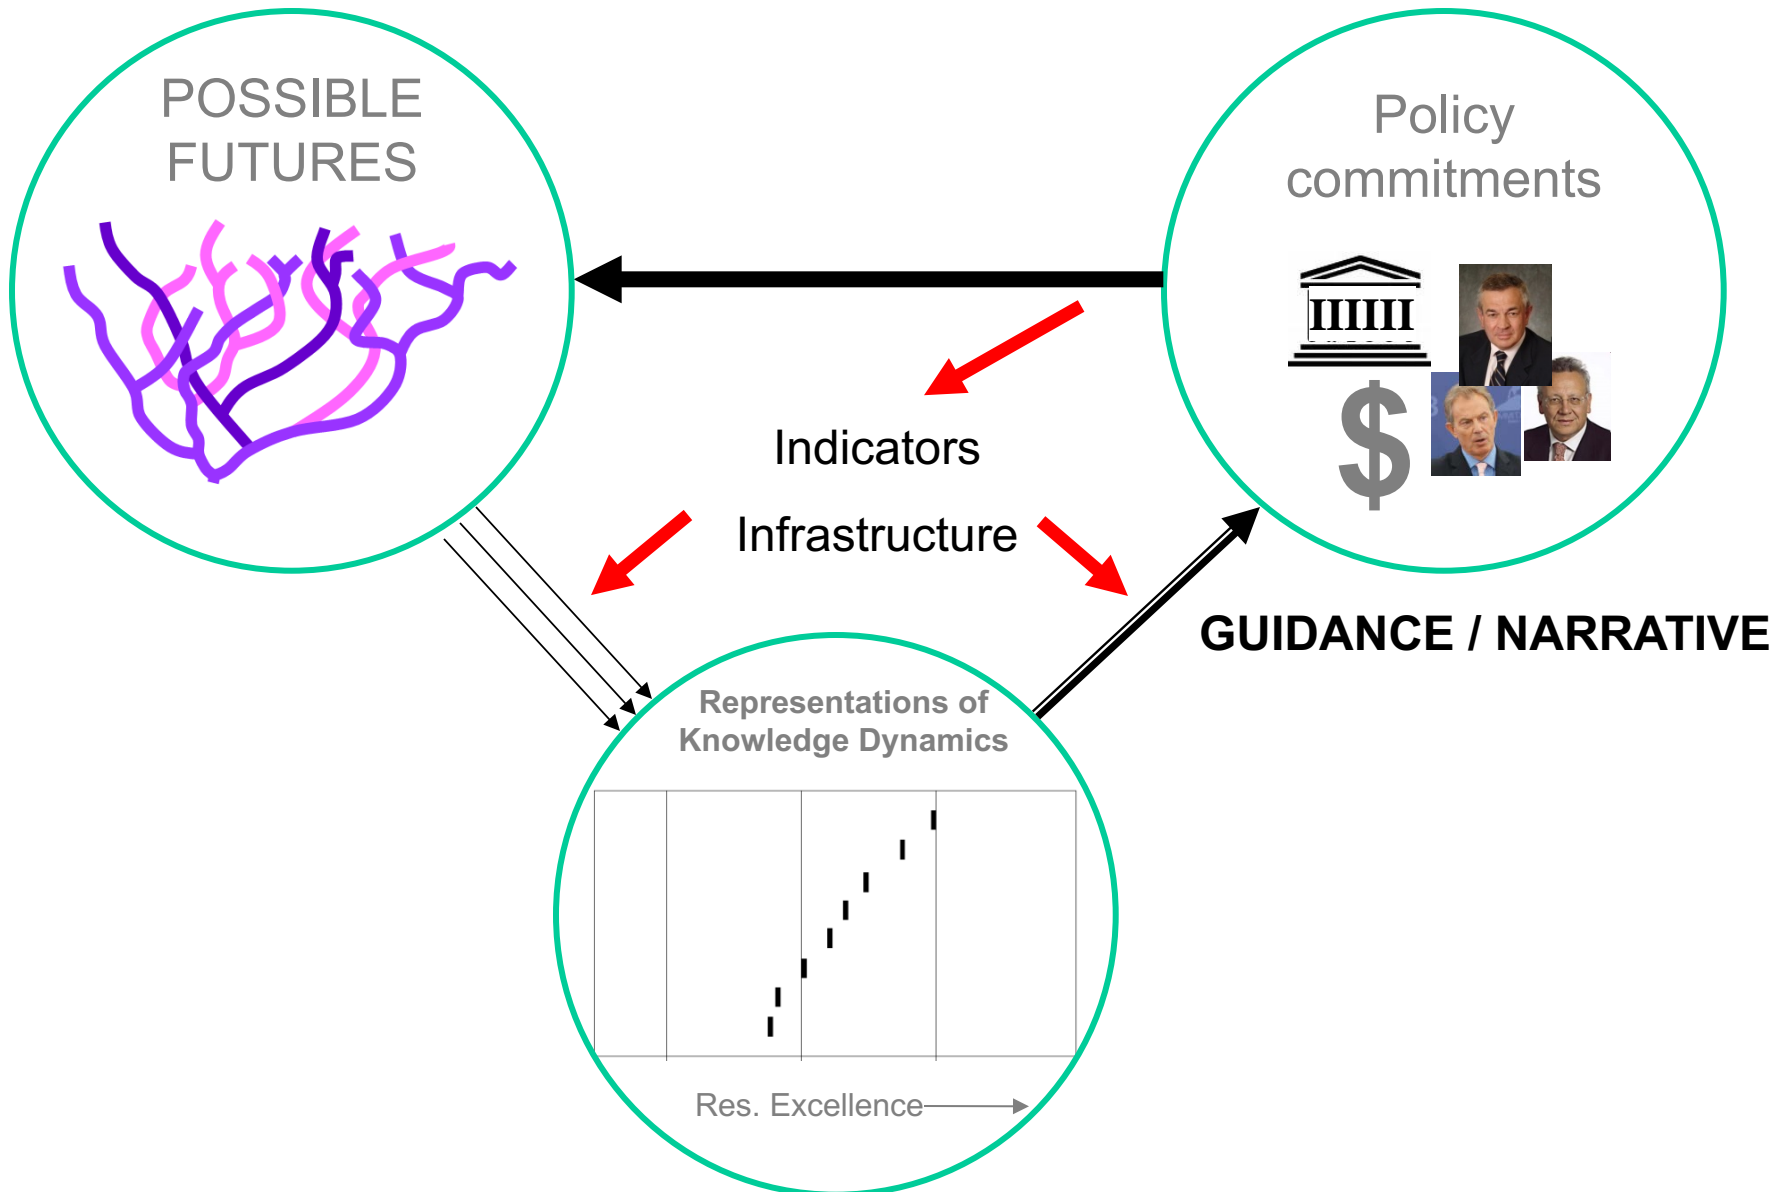 POSSIBLE
FUTURES
Policy
commitments
$
Indicators
Infrastructure
GUIDANCE / NARRATIVE
Representations of
Knowledge Dynamics
Res. Excellence